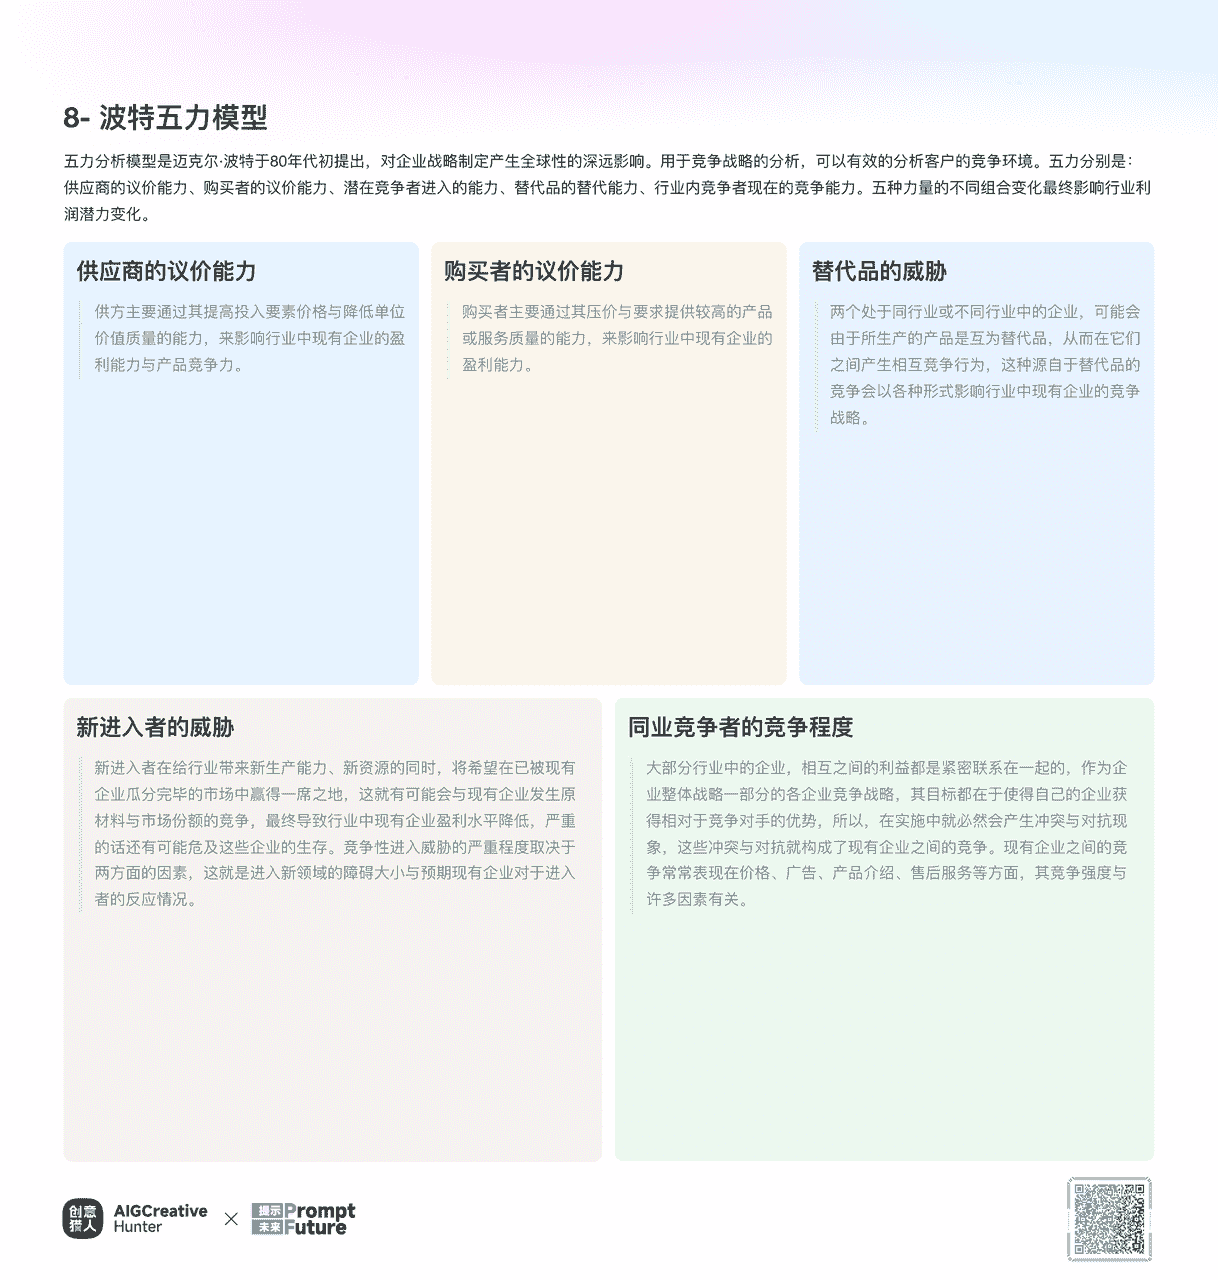 8- 波特五力模型
五力分析模型是迈克尔·波特于80年代初提出，对企业战略制定产生全球性的深远影响。用于竞争战略的分析，可以有效的分析客户的竞争环境。五力分别是：
供应商的议价能力、购买者的议价能力、潜在竞争者进入的能力、替代品的替代能力、行业内竞争者现在的竞争能力。五种力量的不同组合变化最终影响行业利
润潜力变化。
供应商的议价能力
供方主要通过其提高投入要素价格与降低单位
价值质量的能力，来影响行业中现有企业的盈
利能力与产品竞争力。
购买者的议价能力
购买者主要通过其压价与要求提供较高的产品
或服务质量的能力，来影响行业中现有企业的
盈利能力。
替代品的威胁
两个处于同行业或不同行业中的企业，可能会
由于所生产的产品是互为替代品，从而在它们
之间产生相互竞争行为，这种源自于替代品的
竞争会以各种形式影响行业中现有企业的竞争
战略。
新进入者的威胁
新进入者在给行业带来新生产能力、新资源的同时，将希望在已被现有
企业瓜分完毕的市场中赢得一席之地，这就有可能会与现有企业发生原
材料与市场份额的竞争，最终导致行业中现有企业盈利水平降低，严重
的话还有可能危及这些企业的生存。竞争性进入威胁的严重程度取决于
两方面的因素，这就是进入新领域的障碍大小与预期现有企业对于进入
者的反应情况。
同业竞争者的竞争程度
大部分行业中的企业，相互之间的利益都是紧密联系在一起的，作为企
业整体战略一部分的各企业竞争战略，其目标都在于使得自己的企业获
得相对于竞争对手的优势，所以，在实施中就必然会产生冲突与对抗现
象，这些冲突与对抗就构成了现有企业之间的竞争。现有企业之间的竞
争常常表现在价格、广告、产品介绍、售后服务等方面，其竞争强度与
许多因素有关。
创意
猎人
AIGCreative
Hunter
×
提示
未来
Prompt
Future